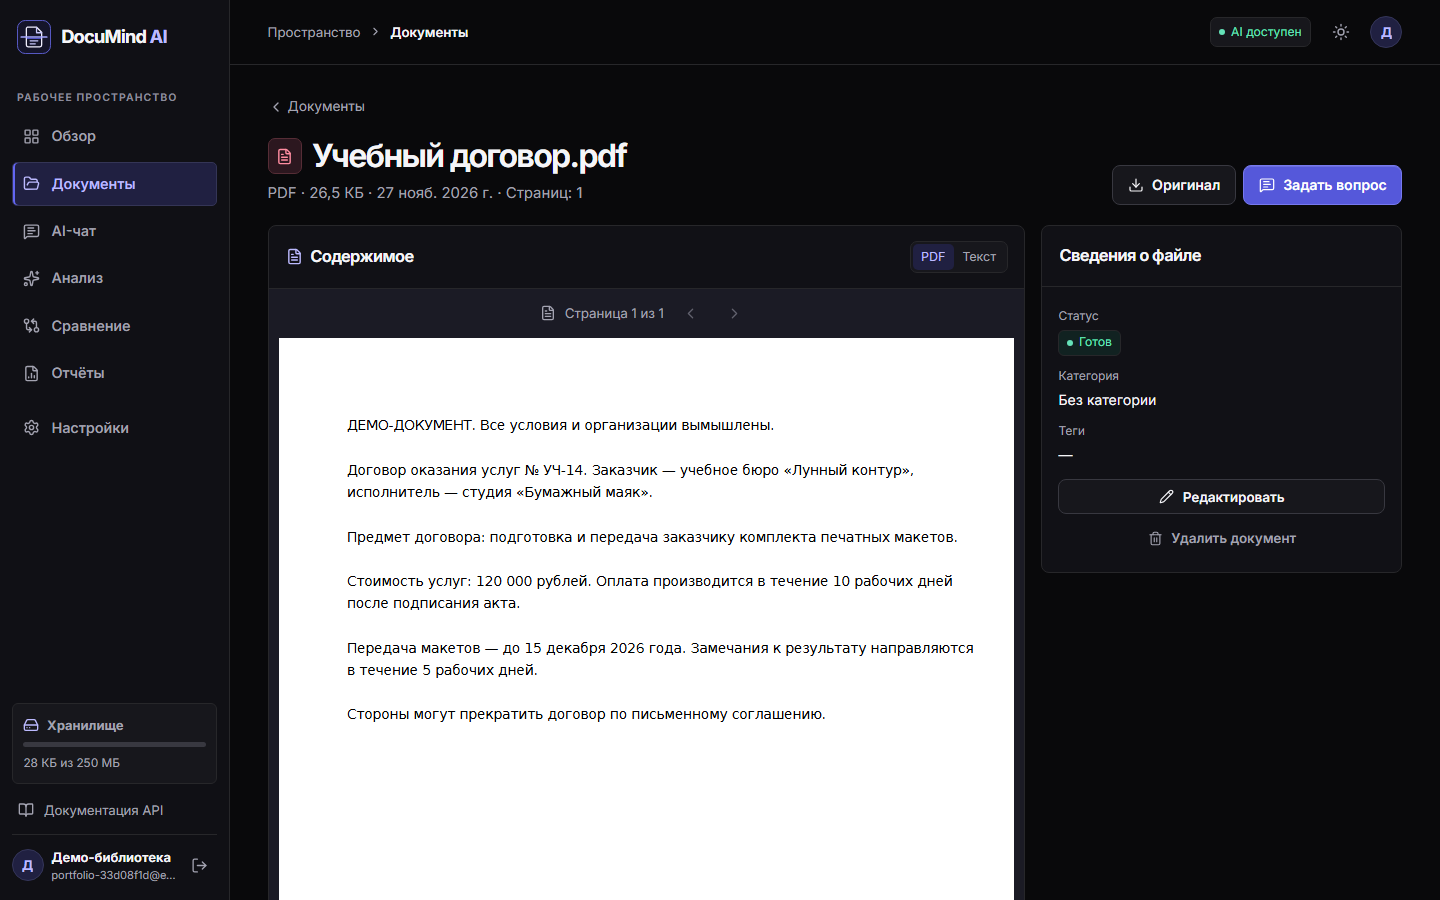 DocuMind AI
РАБОЧЕЕ ПРОСТРАНСТВО
Обзор
Документы
AI-чат
Анализ
Сравнение
Отчёты
Настройки
Хранилище
28 КБ из 250 МБ
Документация API
Д
Демо-библиотека
portfolio-33d08f1d@e...
Пространство
Документы
AI доступен
Д
Документы
Учебный договор.pdf
PDF · 26,5 КБ · 27 нояб. 2026 г. · Страниц: 1
Оригинал
Задать вопрос
Содержимое
PDF
Текст
Страница 1 из 1
ДЕМО-ДОКУМЕНТ. Все условия и организации вымышлены.
Договор оказания услуг № УЧ-14. Заказчик — учебное бюро «Лунный контур»,
исполнитель — студия «Бумажный маяк».
Предмет договора: подготовка и передача заказчику комплекта печатных макетов.
Стоимость услуг: 120 000 рублей. Оплата производится в течение 10 рабочих дней
после подписания акта.
Передача макетов — до 15 декабря 2026 года. Замечания к результату направляются
в течение 5 рабочих дней.
Стороны могут прекратить договор по письменному соглашению.
Сведения о файле
Статус
Готов
Категория
Без категории
Теги
—
Редактировать
Удалить документ